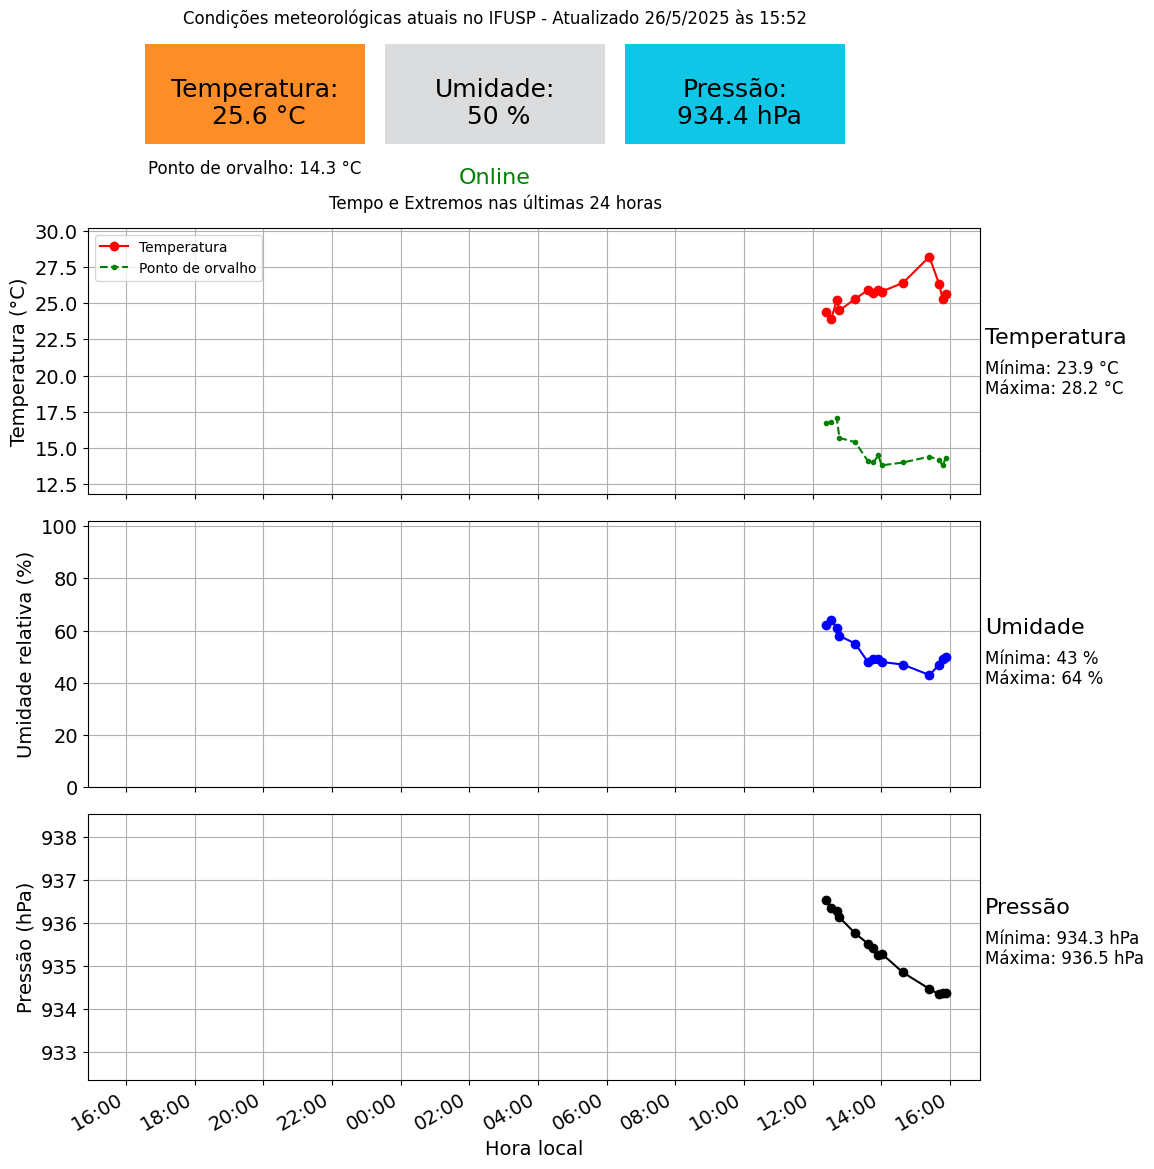 Condições meteorológicas atuais no IFUSP - Atualizado 26/5/2025 às 15:52
Temperatura:
25.6 °C
Umidade:
50 %
Pressão:
934.4 hPa
Ponto de orvalho: 14.3 °C
Online
Tempo e Extremos nas últimas 24 horas
Temperatura (°C)
30.0
27.5
25.0
22.5
20.0
17.5
15.0
12.5
Temperatura
Ponto de orvalho
Temperatura
Mínima: 23.9 °C
Máxima: 28.2 °C
Umidade relativa (%)
100
80
60
40
20
0
Umidade
Mínima: 43 %
Máxima: 64 %
Pressão (hPa)
938
937
936
935
934
933
Pressão
Mínima: 934.3 hPa
Máxima: 936.5 hPa
16:00 18:00 20:00 22:00 00:00 02:00 04:00 06:00 08:00 10:00 12:00 14:00 16:00
Hora local